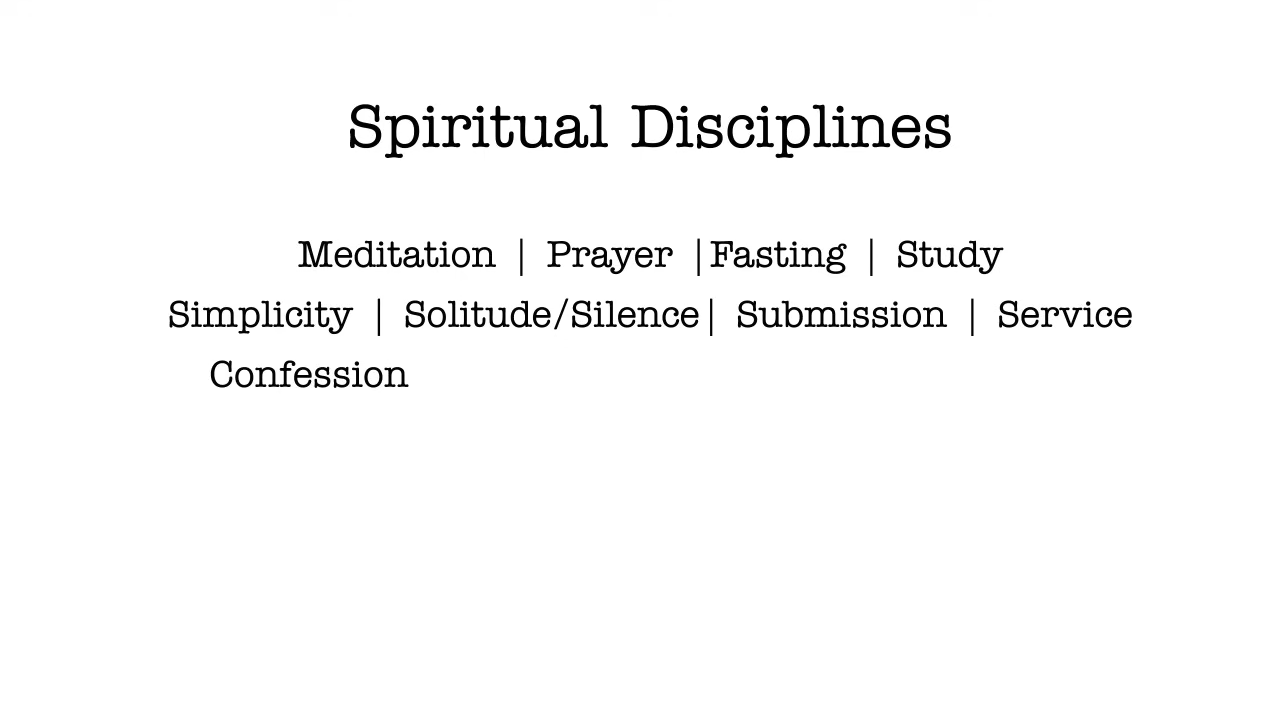 Spiritual Disciplines
Meditation | Prayer |Fasting | Study
Simplicity | Solitude/Silence| Submission | Service
Confession